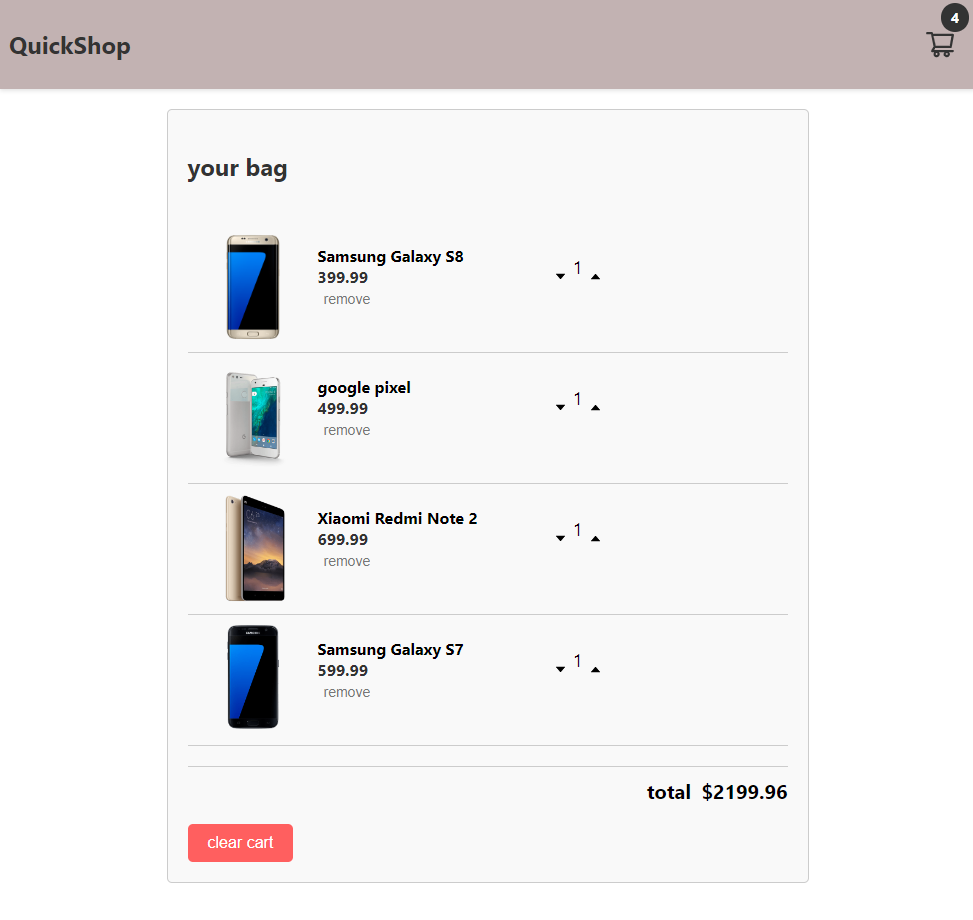 QuickShop
4
your bag
Samsung Galaxy S8
399.99
1
remove
google pixel
499.99
1
remove
Xiaomi Redmi Note 2
699.99
1
remove
Samsung Galaxy S7
599.99
1
remove
total $2199.96
clear cart